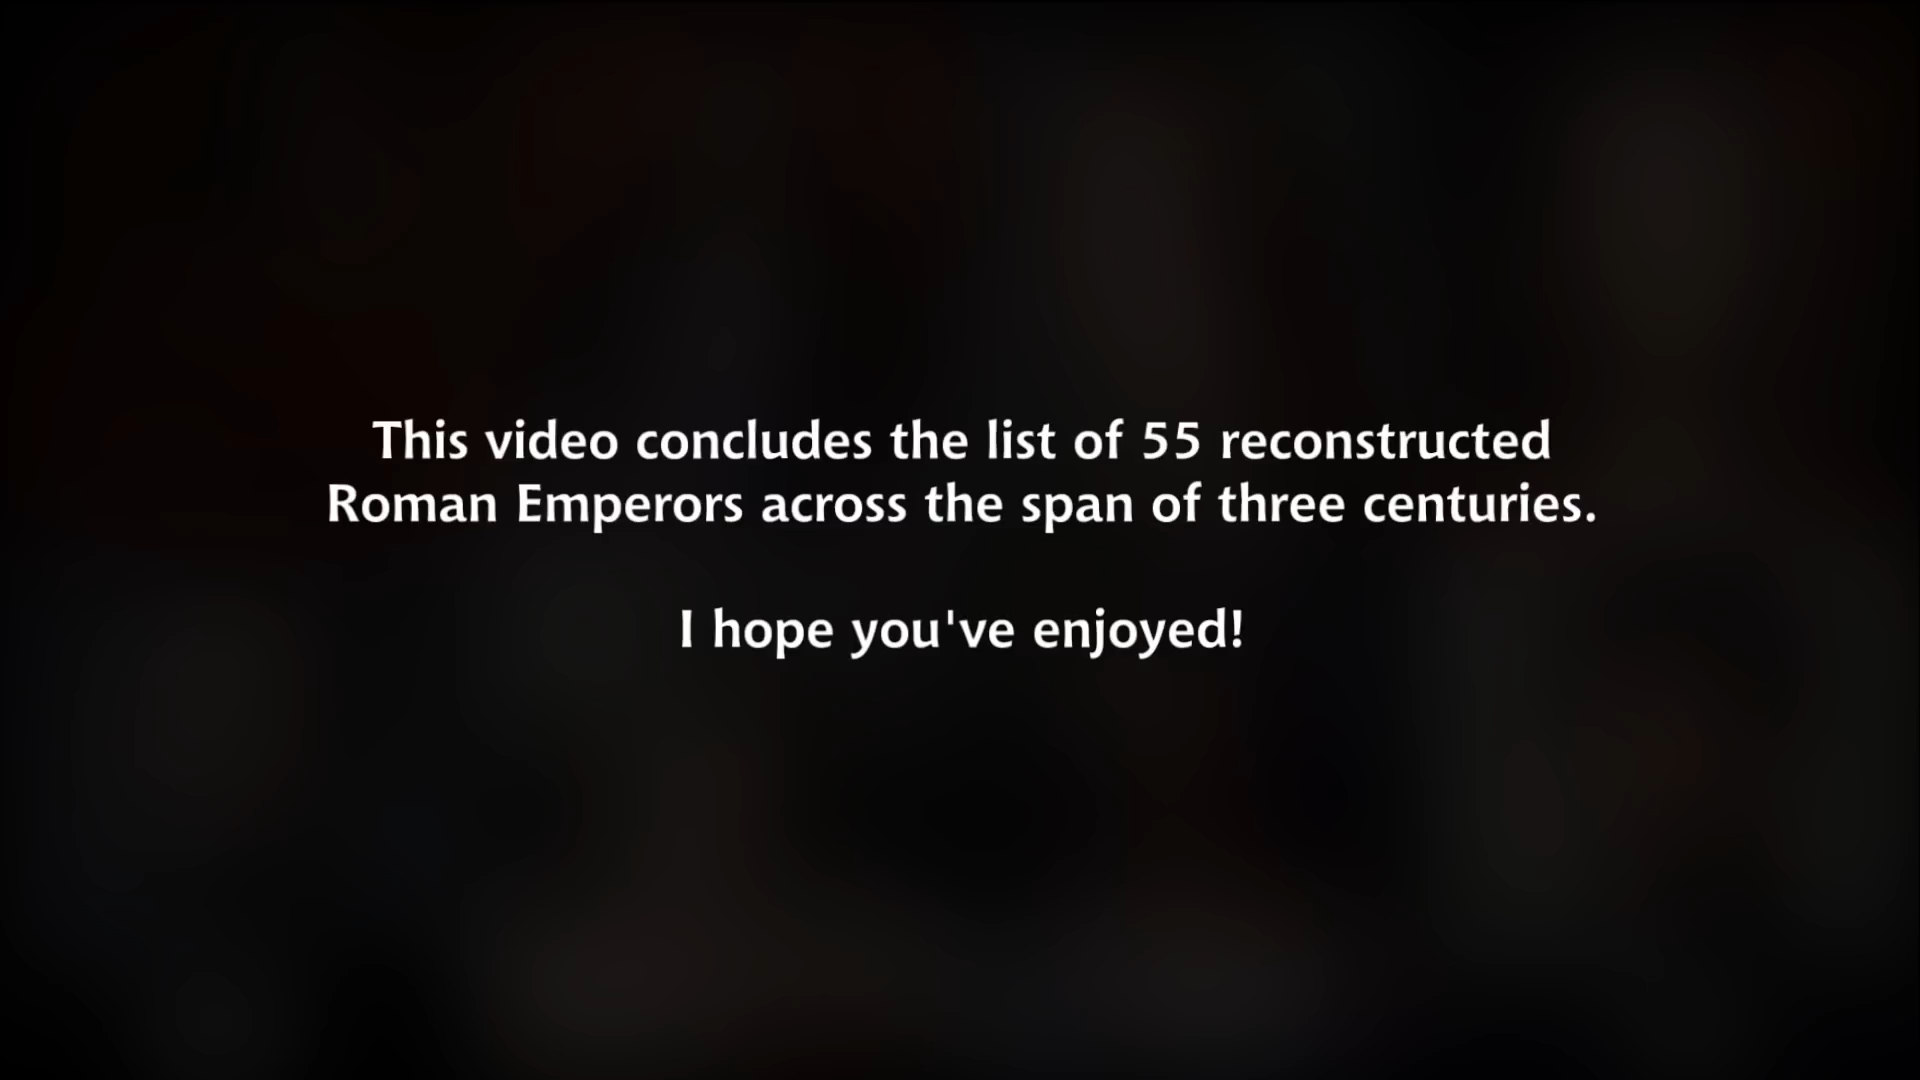 This video concludes the list of 55 reconstructed
Roman Emperors across the span of three centuries.
I hope you've enjoyed!